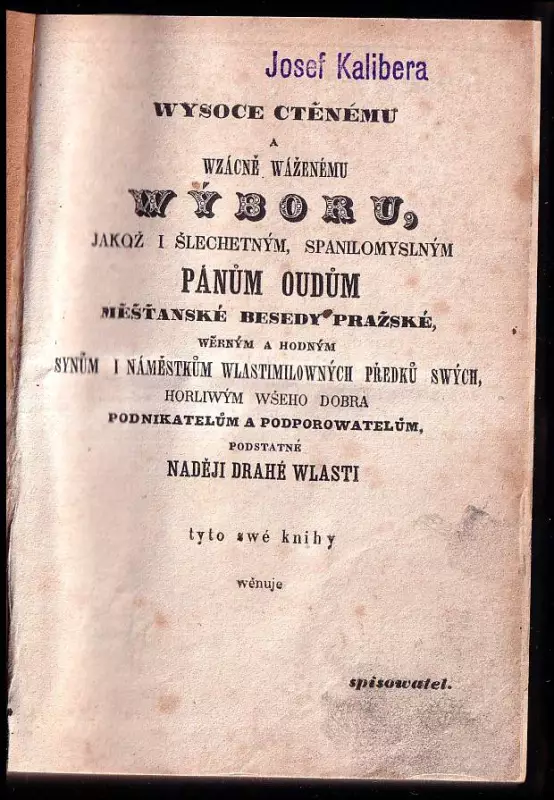 Josef Kalibera
WYSOCE CTĚNÉMU
A
WZÁCNĚ WÁŽENÉMU
WÝBORU,
JAKOŽ I ŠLECHETNÝM, SPANILOMYSLNÝM
PÁNŮM OUDŮM
MĚŠŤANSKÉ BESEDY PRAŽSKÉ,
WĚRNÝM A HODNÝM
SYNŮM I NÁMĚSTKŮM WLASTIMILOWNÝCH PŘEDKŮ SWÝCH,
HORLIWÝM WŠEHO DOBRA
PODNIKATELŮM A PODPOROWATELŮM,
PODSTATNÉ
NADĚJI DRAHÉ WLASTI
tyto swé knihy
wěnuje
spisowatel.